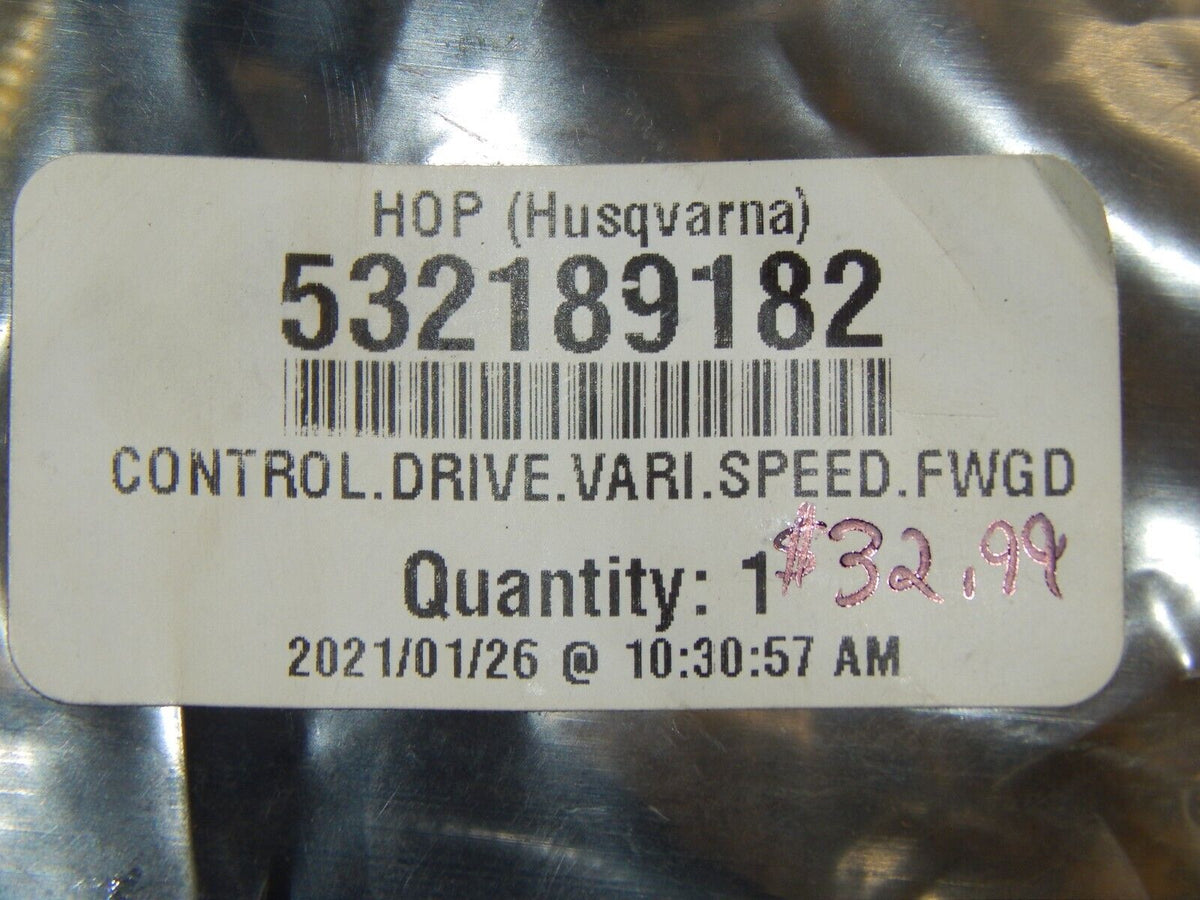 HOP (Husqvarna)
532189182
CONTROL.DRIVE.VARI.SPEED.FWGD
Quantity: 1 $32.99
2021/01/26 @ 10:30:57 AM